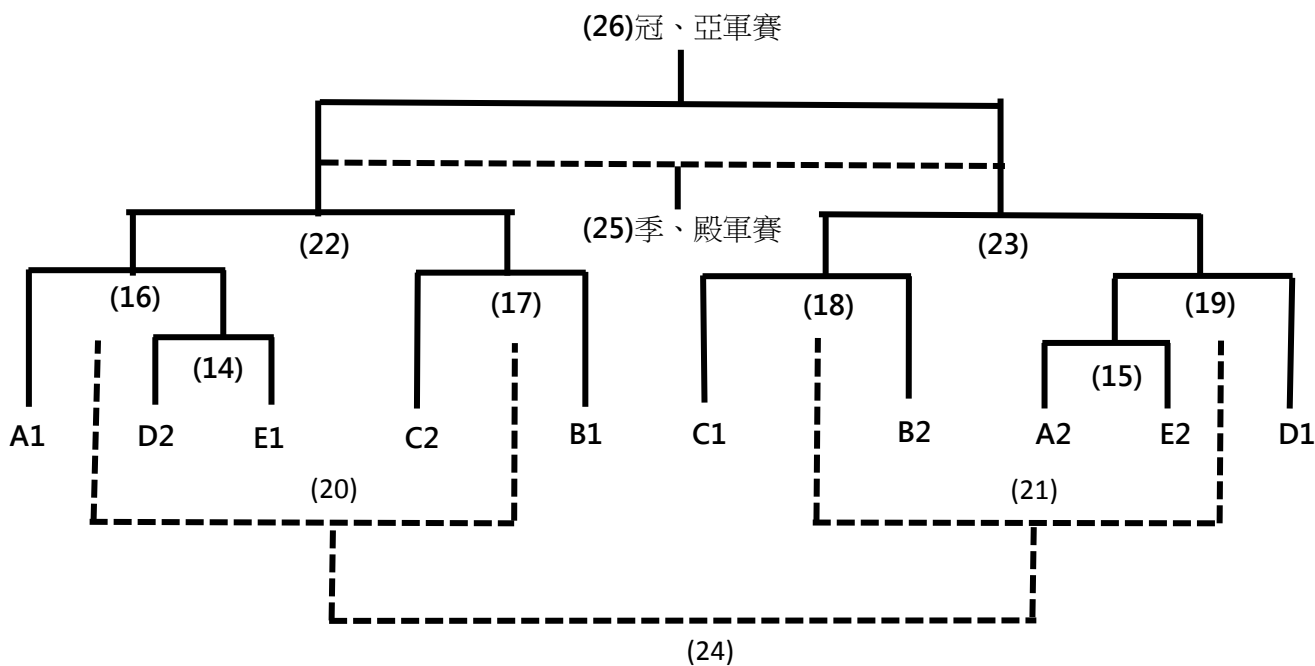 (26)冠、亞軍賽
(25)季、殿軍賽
(22)
(23)
(16)
(17)
(18)
(19)
(14)
(15)
A1
D2
E1
C2
B1
C1
B2
A2
E2
D1
(20)
(21)
(24)